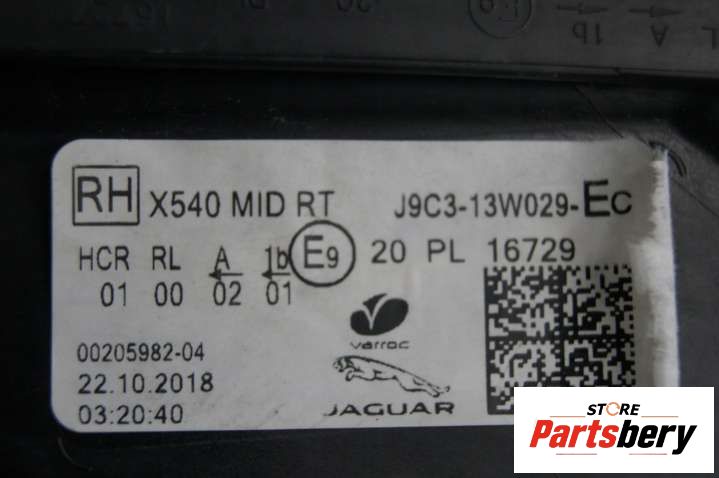 RH X540 MID RT J9C3-13W029-EC
HCR RL A 1b E9 20 PL 16729
01 00 02 01
varroc
00205982-04
22.10.2018
03:20:40
JAGUAR
STORE
Partsbery